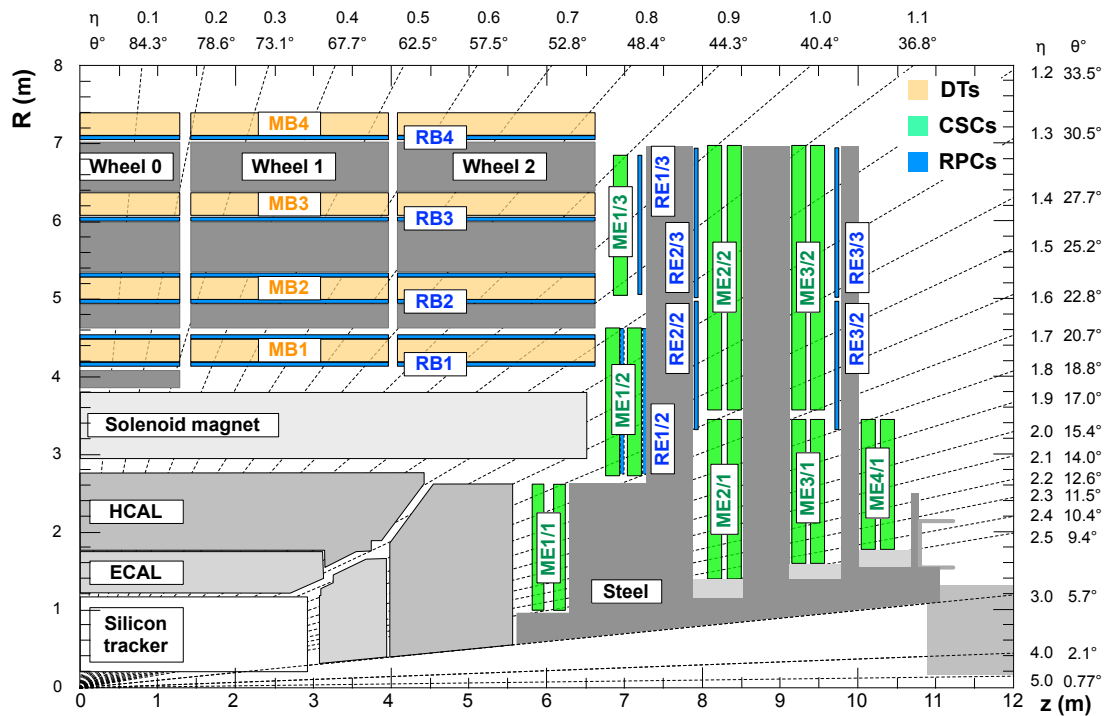 η 0.1 0.2 0.3 0.4 0.5 0.6 0.7 0.8 0.9 1.0 1.1
θ° 84.3° 78.6° 73.1° 67.7° 62.5° 57.5° 52.8° 48.4° 44.3° 40.4° 36.8° η θ°
R (m)
8
7
6
5
4
3
2
1
0
1.2 33.5°
1.3 30.5°
1.4 27.7°
1.5 25.2°
1.6 22.8°
1.7 20.7°
1.8 18.8°
1.9 17.0°
2.0 15.4°
2.1 14.0°
2.2 12.6°
2.3 11.5°
2.4 10.4°
2.5 9.4°
3.0 5.7°
4.0 2.1°
5.0 0.77°
DTs
CSCs
RPCs
MB4
RB4
Wheel 0
Wheel 1
Wheel 2
MB3
RB3
MB2
RB2
MB1
RB1
Solenoid magnet
HCAL
ECAL
Silicon
tracker
Steel
ME1/3
RE1/3
RE2/3
ME2/2
ME3/2
RE3/3
ME1/2
RE2/2
RE3/2
RE1/2
ME2/1
ME3/1
ME4/1
ME1/1
0 1 2 3 4 5 6 7 8 9 10 11 12
z (m)